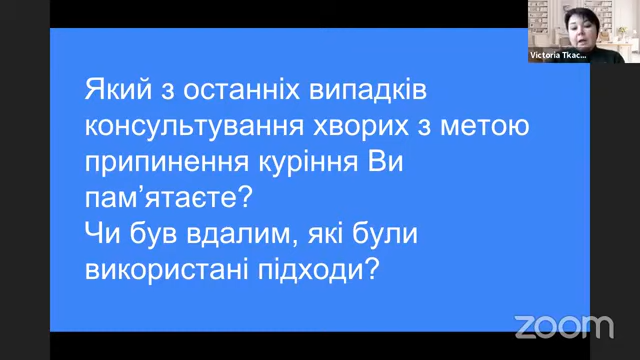 Victoria Tkac...
Який з останніх випадків
консультування хворих з метою
припинення куріння Ви
пам’ятаєте?
Чи був вдалим, які були
використані підходи?
zoom